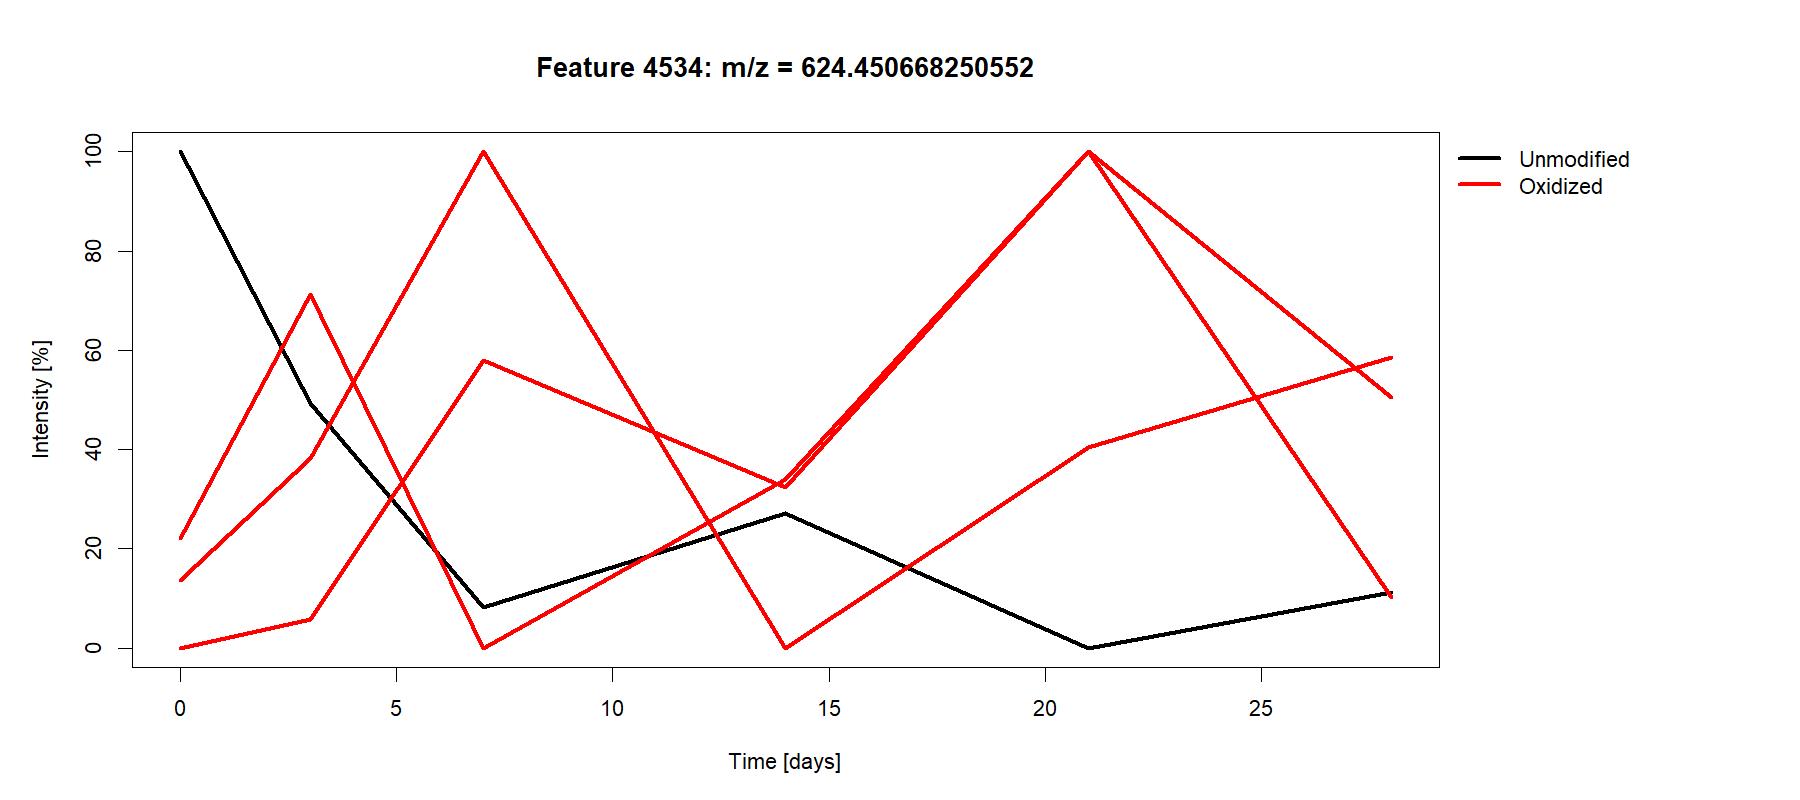 Feature 4534: m/z = 624.450668250552
Unmodified
Oxidized
Intensity [%]
100
80
60
40
20
0
0 5 10 15 20 25
Time [days]